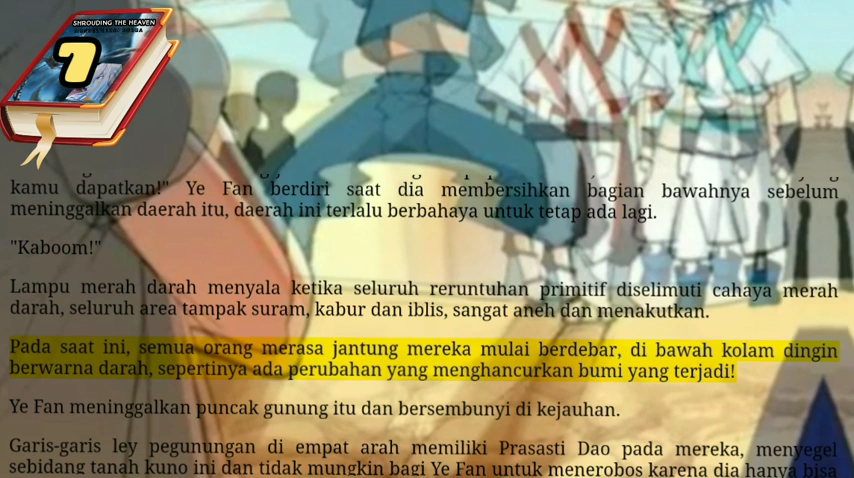 SHROUDING THE HEAVEN
7
kamu dapatkan!" Ye Fan berdiri saat dia membersihkan bagian bawahnya sebelum
meninggalkan daerah itu, daerah ini terlalu berbahaya untuk tetap ada lagi.
"Kaboom!"
Lampu merah darah menyala ketika seluruh reruntuhan primitif diselimuti cahaya merah
darah, seluruh area tampak suram, kabur dan iblis, sangat aneh dan menakutkan.
Pada saat ini, semua orang merasa jantung mereka mulai berdebar, di bawah kolam dingin
berwarna darah, sepertinya ada perubahan yang menghancurkan bumi yang terjadi!
Ye Fan meninggalkan puncak gunung itu dan bersembunyi di kejauhan.
Garis-garis ley pegunungan di empat arah memiliki Prasasti Dao pada mereka, menyegel
sebidang tanah kuno ini dan tidak mungkin bagi Ye Fan untuk menerobos karena dia hanya bisa